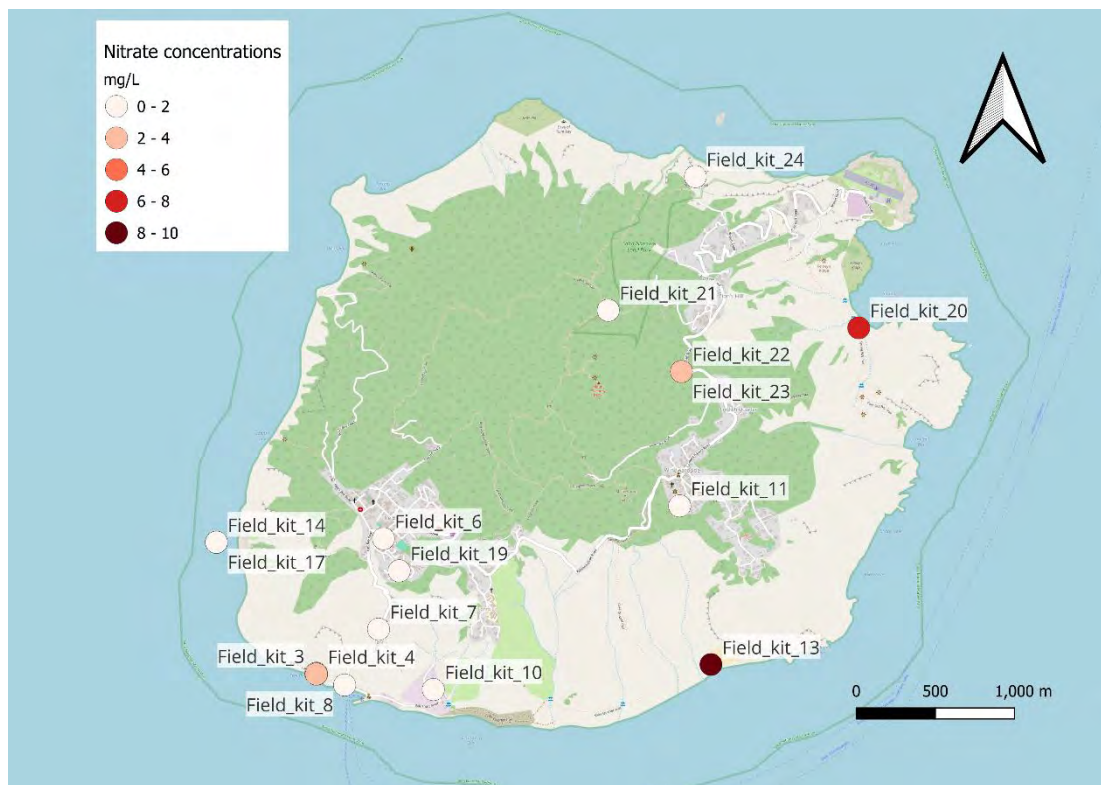 Nitrate concentrations
mg/L
0 - 2
2 - 4
4 - 6
6 - 8
8 - 10
Field_kit_24
Field_kit_21
Field_kit_20
Field_kit_22
Field_kit_23
Field_kit_11
Field_kit_14
Field_kit_17
Field_kit_6
Field_kit_19
Field_kit_7
Field_kit_3
Field_kit_4
Field_kit_8
Field_kit_10
Field_kit_13
0 500 1,000 m